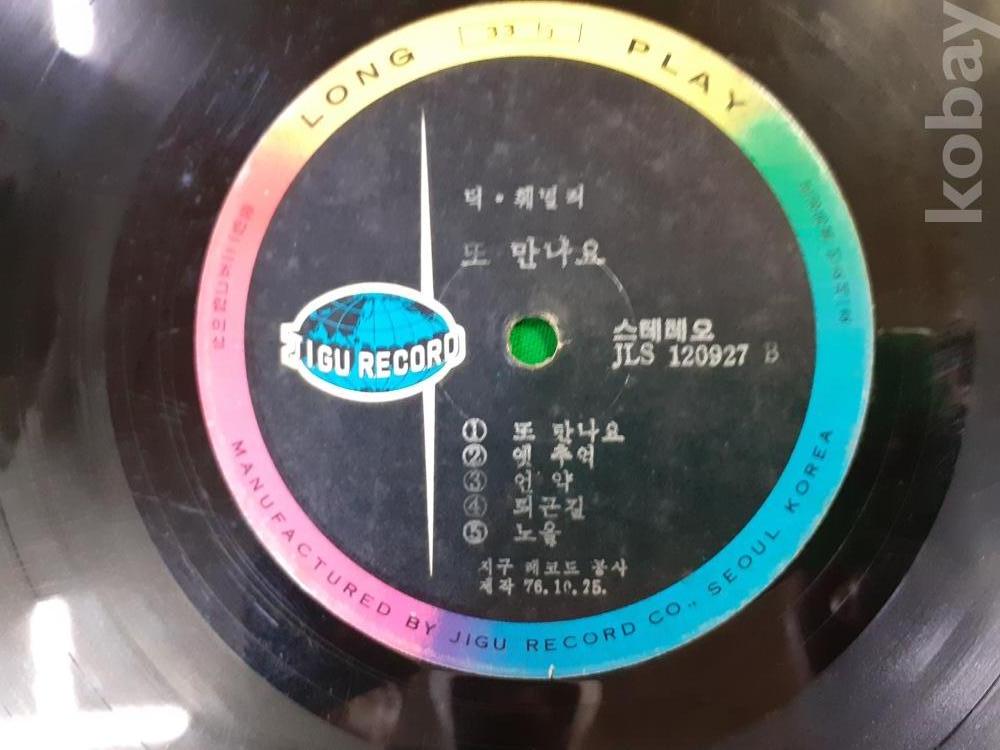 LONG PLAY
33 ⅓
딕·훼밀리
또 만나요
스테레오
JLS 120927 B
JIGU RECORD
① 또 만나요
② 옛 추억
③ 언약
④ 퇴근길
⑤ 노을
지구 레코드 공사
제작 76.10.25.
MANUFACTURED BY JIGU RECORD CO., SEOUL KOREA
kobay